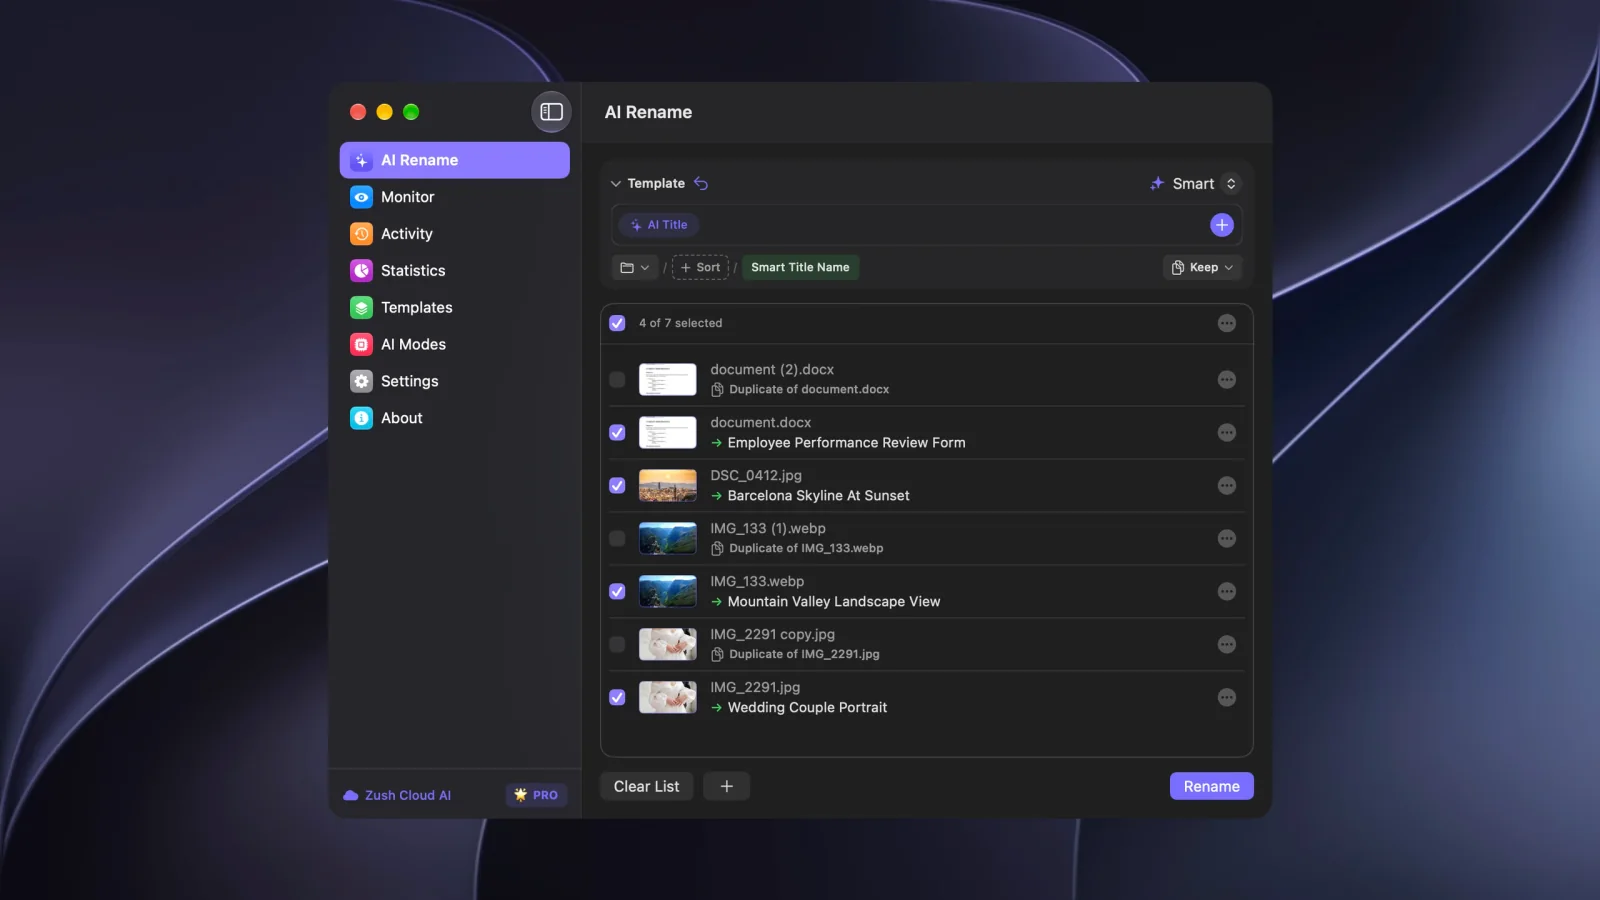 AI Rename
Monitor
Activity
Statistics
Templates
AI Modes
Settings
About
Zush Cloud AI
PRO
AI Rename
Template
Smart
AI Title
/ + Sort / Smart Title Name
Keep
4 of 7 selected
document (2).docx
Duplicate of document.docx
document.docx
→ Employee Performance Review Form
DSC_0412.jpg
→ Barcelona Skyline At Sunset
IMG_133 (1).webp
Duplicate of IMG_133.webp
IMG_133.webp
→ Mountain Valley Landscape View
IMG_2291 copy.jpg
Duplicate of IMG_2291.jpg
IMG_2291.jpg
→ Wedding Couple Portrait
Clear List
+
Rename